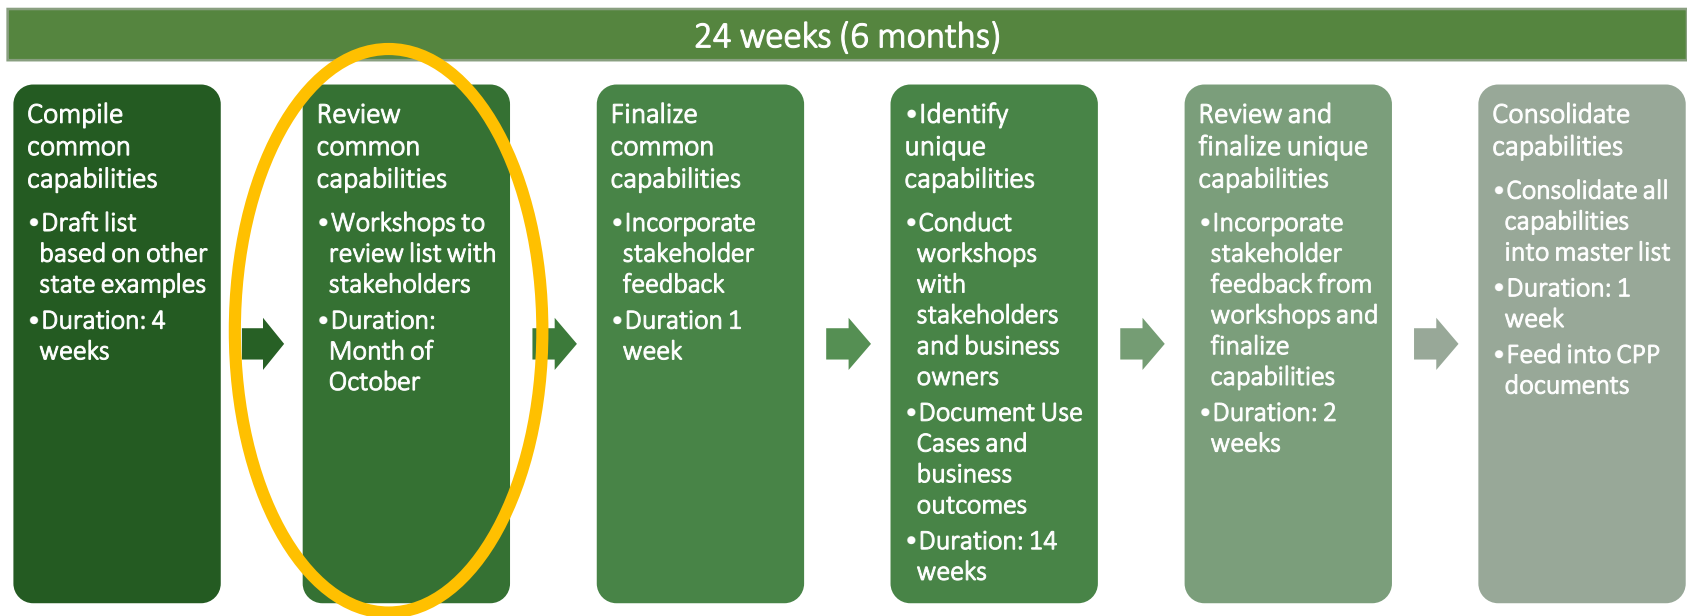 24 weeks (6 months)
Compile
common
capabilities
•Draft list
based on other
state examples
•Duration: 4
weeks
Review
common
capabilities
•Workshops to
review list with
stakeholders
•Duration:
Month of
October
Finalize
common
capabilities
•Incorporate
stakeholder
feedback
•Duration 1
week
•Identify
unique
capabilities
•Conduct
workshops
with
stakeholders
and business
owners
•Document Use
Cases and
business
outcomes
•Duration: 14
weeks
Review and
finalize unique
capabilities
•Incorporate
stakeholder
feedback from
workshops and
finalize
capabilities
•Duration: 2
weeks
Consolidate
capabilities
•Consolidate all
capabilities
into master list
•Duration: 1
week
•Feed into CPP
documents